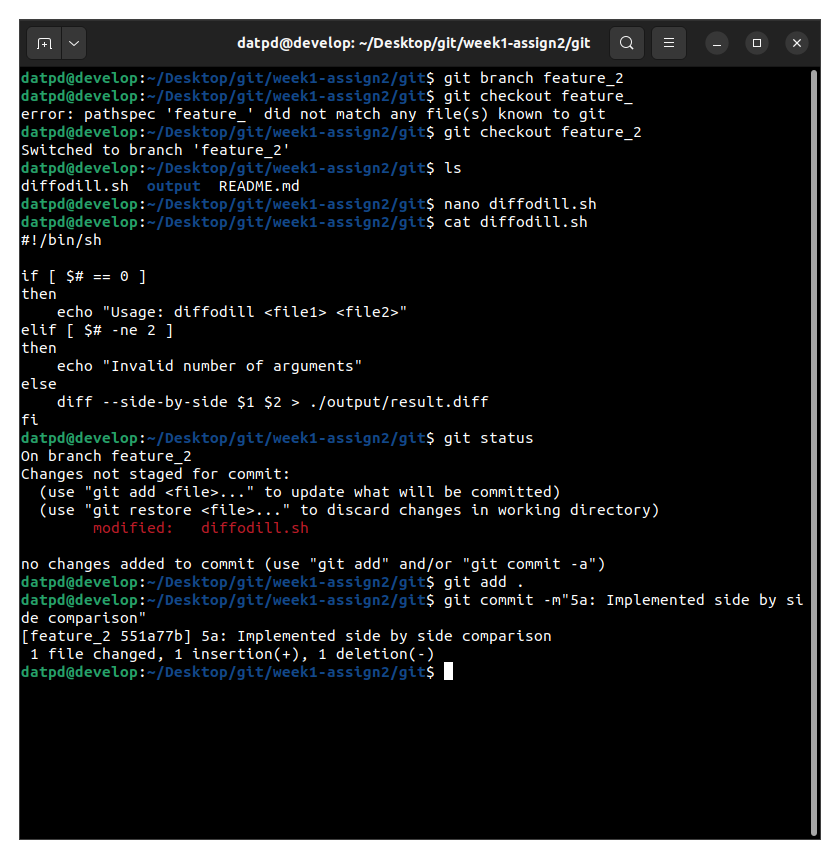 datpd@develop: ~/Desktop/git/week1-assign2/git
datpd@develop:~/Desktop/git/week1-assign2/git$ git branch feature_2
datpd@develop:~/Desktop/git/week1-assign2/git$ git checkout feature_
error: pathspec 'feature_' did not match any file(s) known to git
datpd@develop:~/Desktop/git/week1-assign2/git$ git checkout feature_2
Switched to branch 'feature_2'
datpd@develop:~/Desktop/git/week1-assign2/git$ ls
diffodill.sh  output  README.md
datpd@develop:~/Desktop/git/week1-assign2/git$ nano diffodill.sh
datpd@develop:~/Desktop/git/week1-assign2/git$ cat diffodill.sh
#!/bin/sh

if [ $# == 0 ]
then
    echo "Usage: diffodill <file1> <file2>"
elif [ $# -ne 2 ]
then
    echo "Invalid number of arguments"
else
    diff --side-by-side $1 $2 > ./output/result.diff
fi
datpd@develop:~/Desktop/git/week1-assign2/git$ git status
On branch feature_2
Changes not staged for commit:
  (use "git add <file>..." to update what will be committed)
  (use "git restore <file>..." to discard changes in working directory)
        modified:   diffodill.sh

no changes added to commit (use "git add" and/or "git commit -a")
datpd@develop:~/Desktop/git/week1-assign2/git$ git add .
datpd@develop:~/Desktop/git/week1-assign2/git$ git commit -m"5a: Implemented side by si
de comparison"
[feature_2 551a77b] 5a: Implemented side by side comparison
 1 file changed, 1 insertion(+), 1 deletion(-)
datpd@develop:~/Desktop/git/week1-assign2/git$